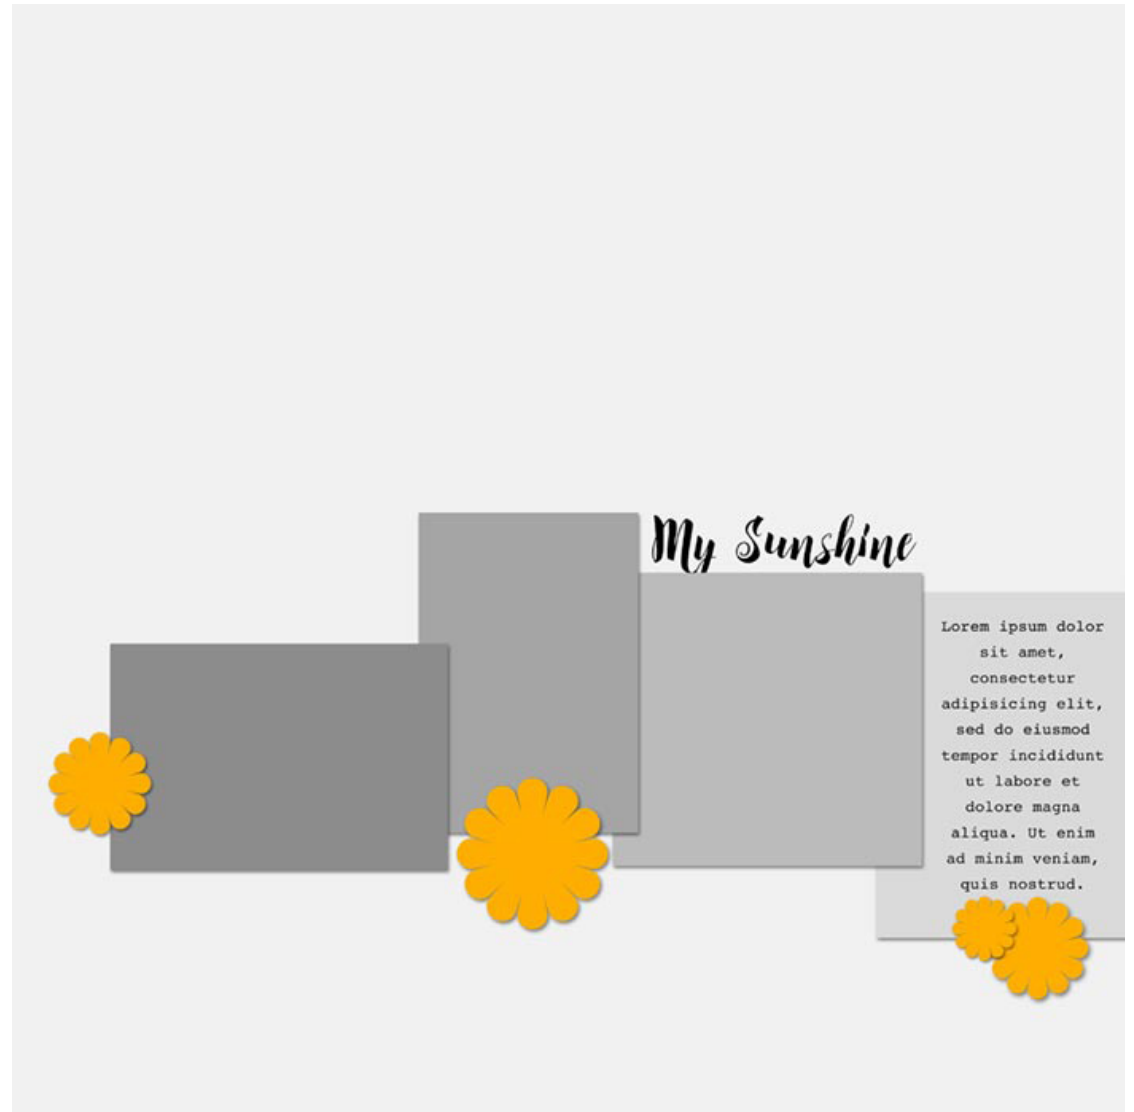 My Sunshine
Lorem ipsum dolor
sit amet,
consectetur
adipisicing elit,
sed do eiusmod
tempor incididunt
ut labore et
dolore magna
aliqua. Ut enim
ad minim veniam,
quis nostrud.